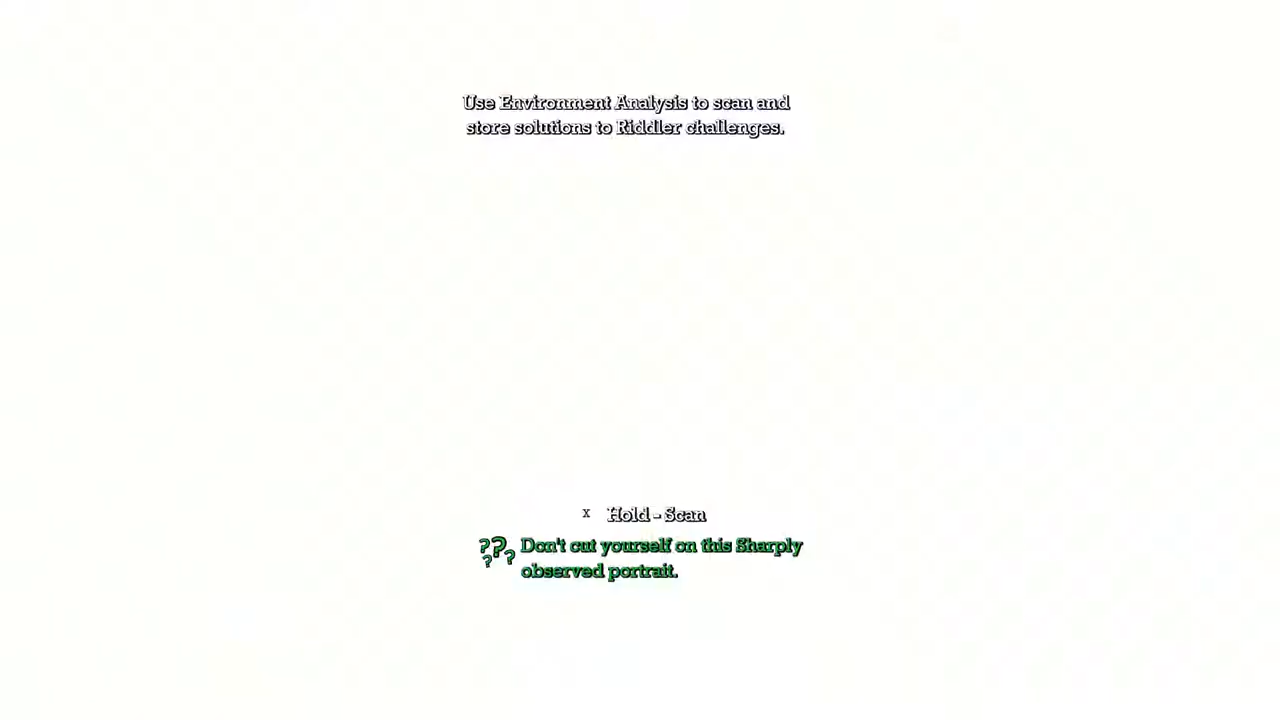 Use Environment Analysis to scan and
store solutions to Riddler challenges.
X Hold - Scan
???? Don't cut yourself on this Sharply
observed portrait.